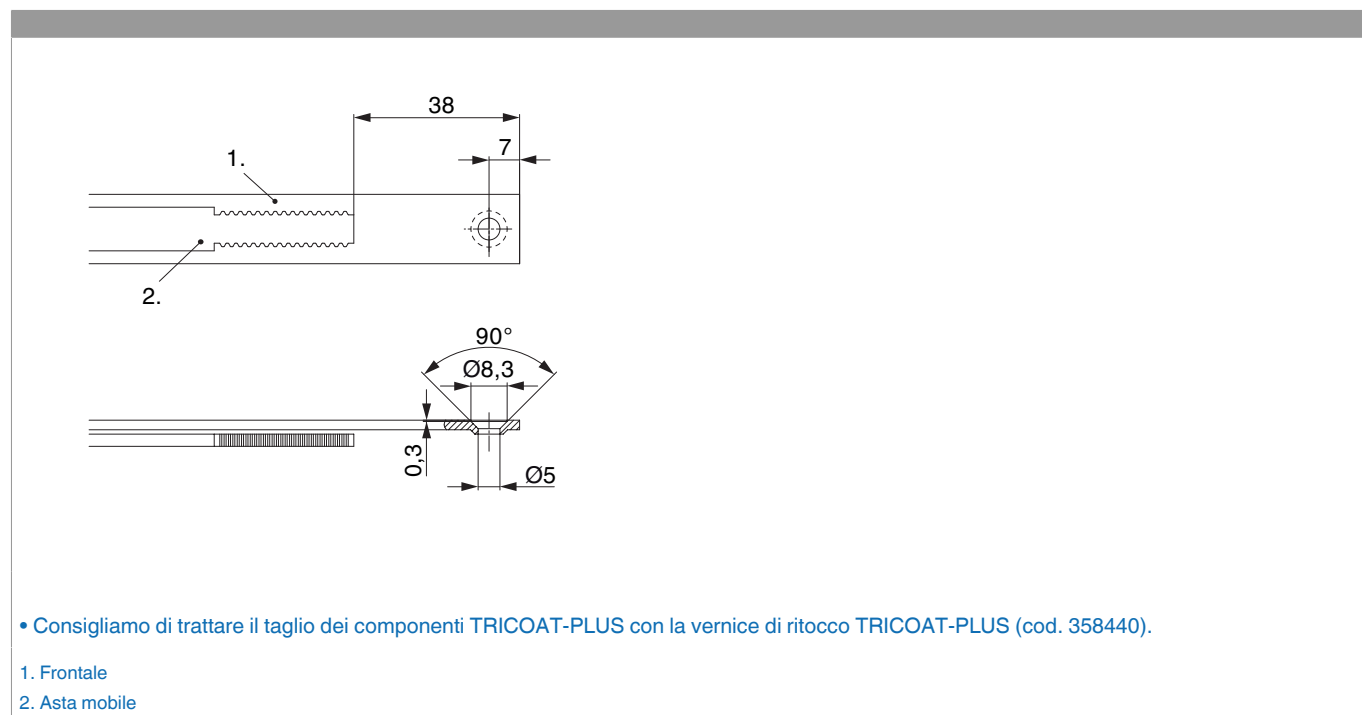 38
7
1.
2.
90°
Ø8,3
0,3
Ø5
• Consigliamo di trattare il taglio dei componenti TRICOAT-PLUS con la vernice di ritocco TRICOAT-PLUS (cod. 358440).
1. Frontale
2. Asta mobile